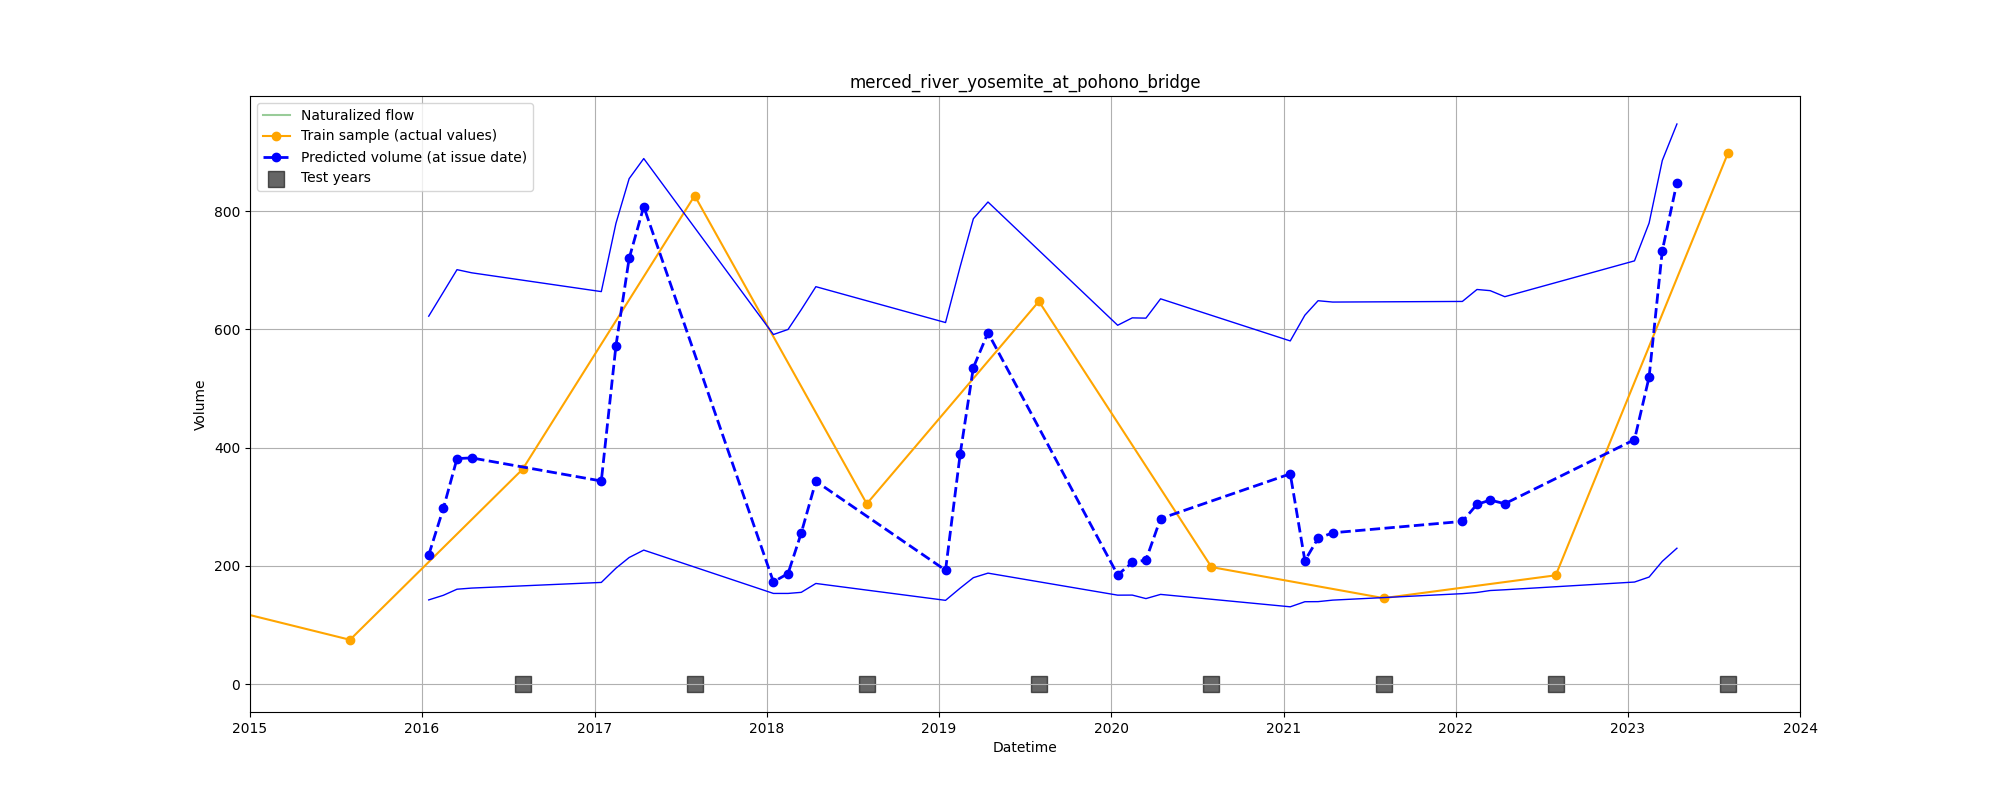 merced_river_yosemite_at_pohono_bridge
Naturalized flow
Train sample (actual values)
Predicted volume (at issue date)
Test years
Volume
800
600
400
200
0
2015 2016 2017 2018 2019 2020 2021 2022 2023 2024
Datetime